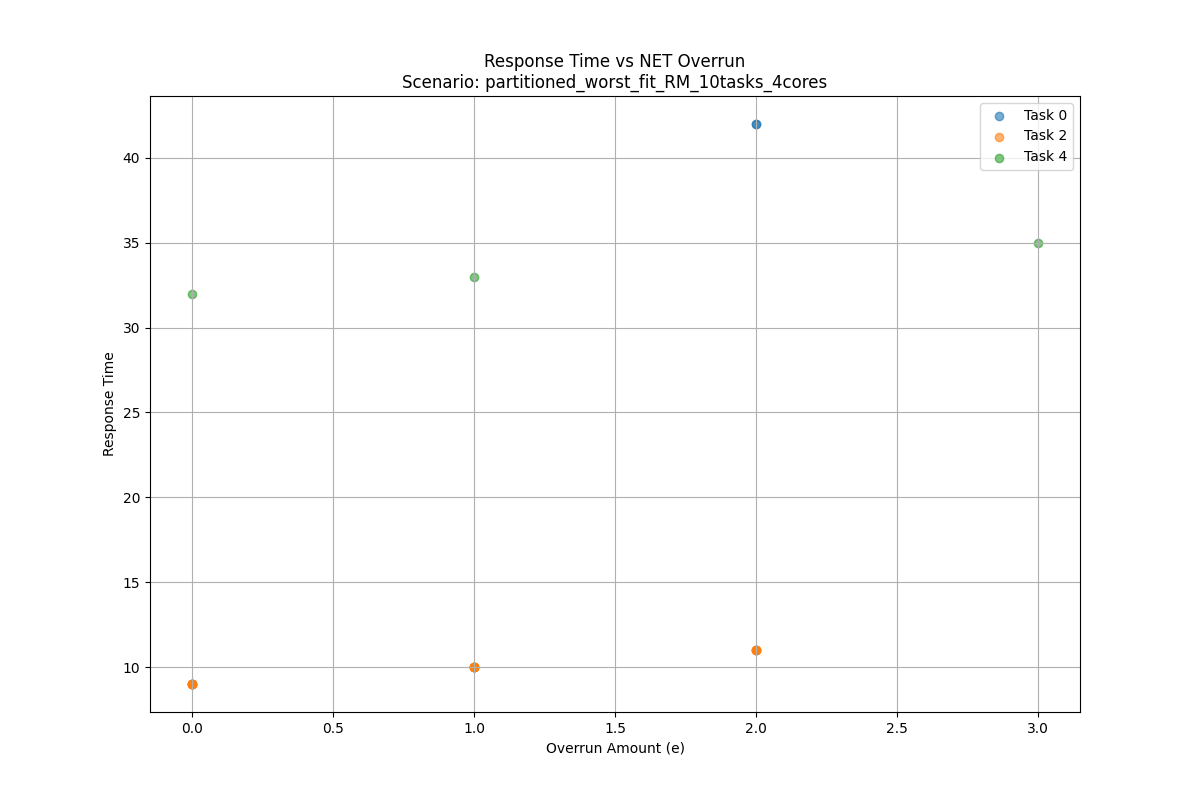 Response Time vs NET Overrun
Scenario: partitioned_worst_fit_RM_10tasks_4cores
Task 0
Task 2
Task 4
40
35
30
25
20
15
10
Response Time
0.0
0.5
1.0
1.5
2.0
2.5
3.0
Overrun Amount (e)